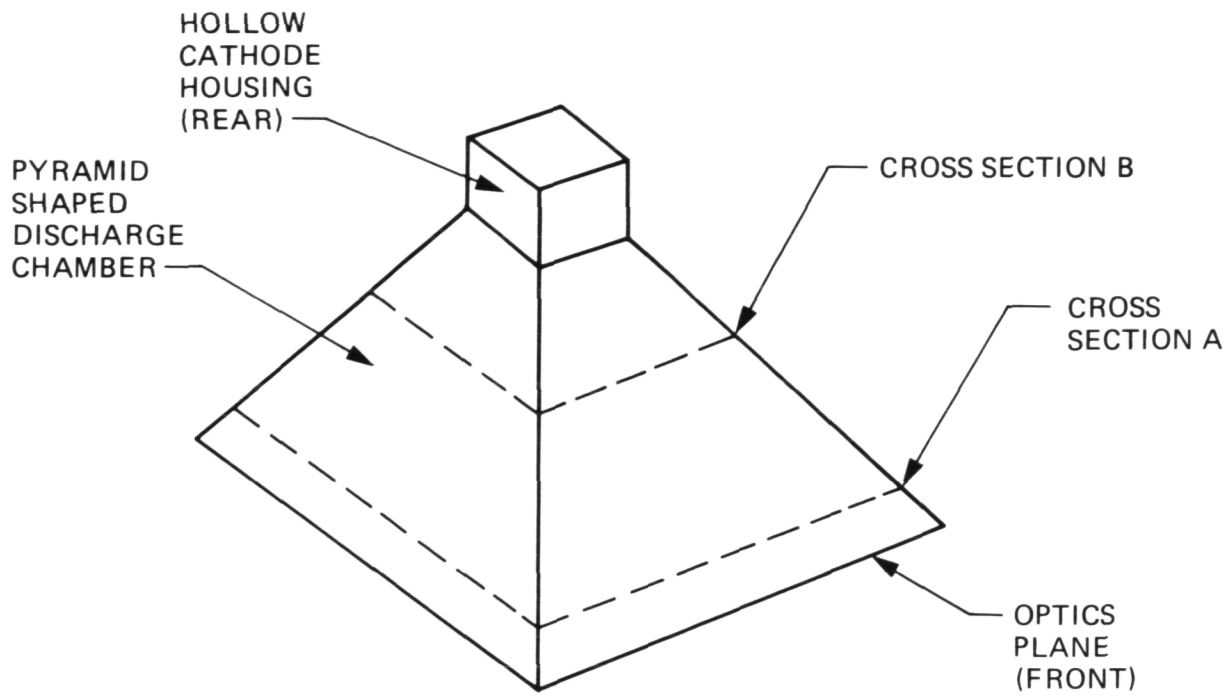 HOLLOW
CATHODE
HOUSING
(REAR)
PYRAMID
SHAPED
DISCHARGE
CHAMBER
CROSS SECTION B
CROSS
SECTION A
OPTICS
PLANE
(FRONT)